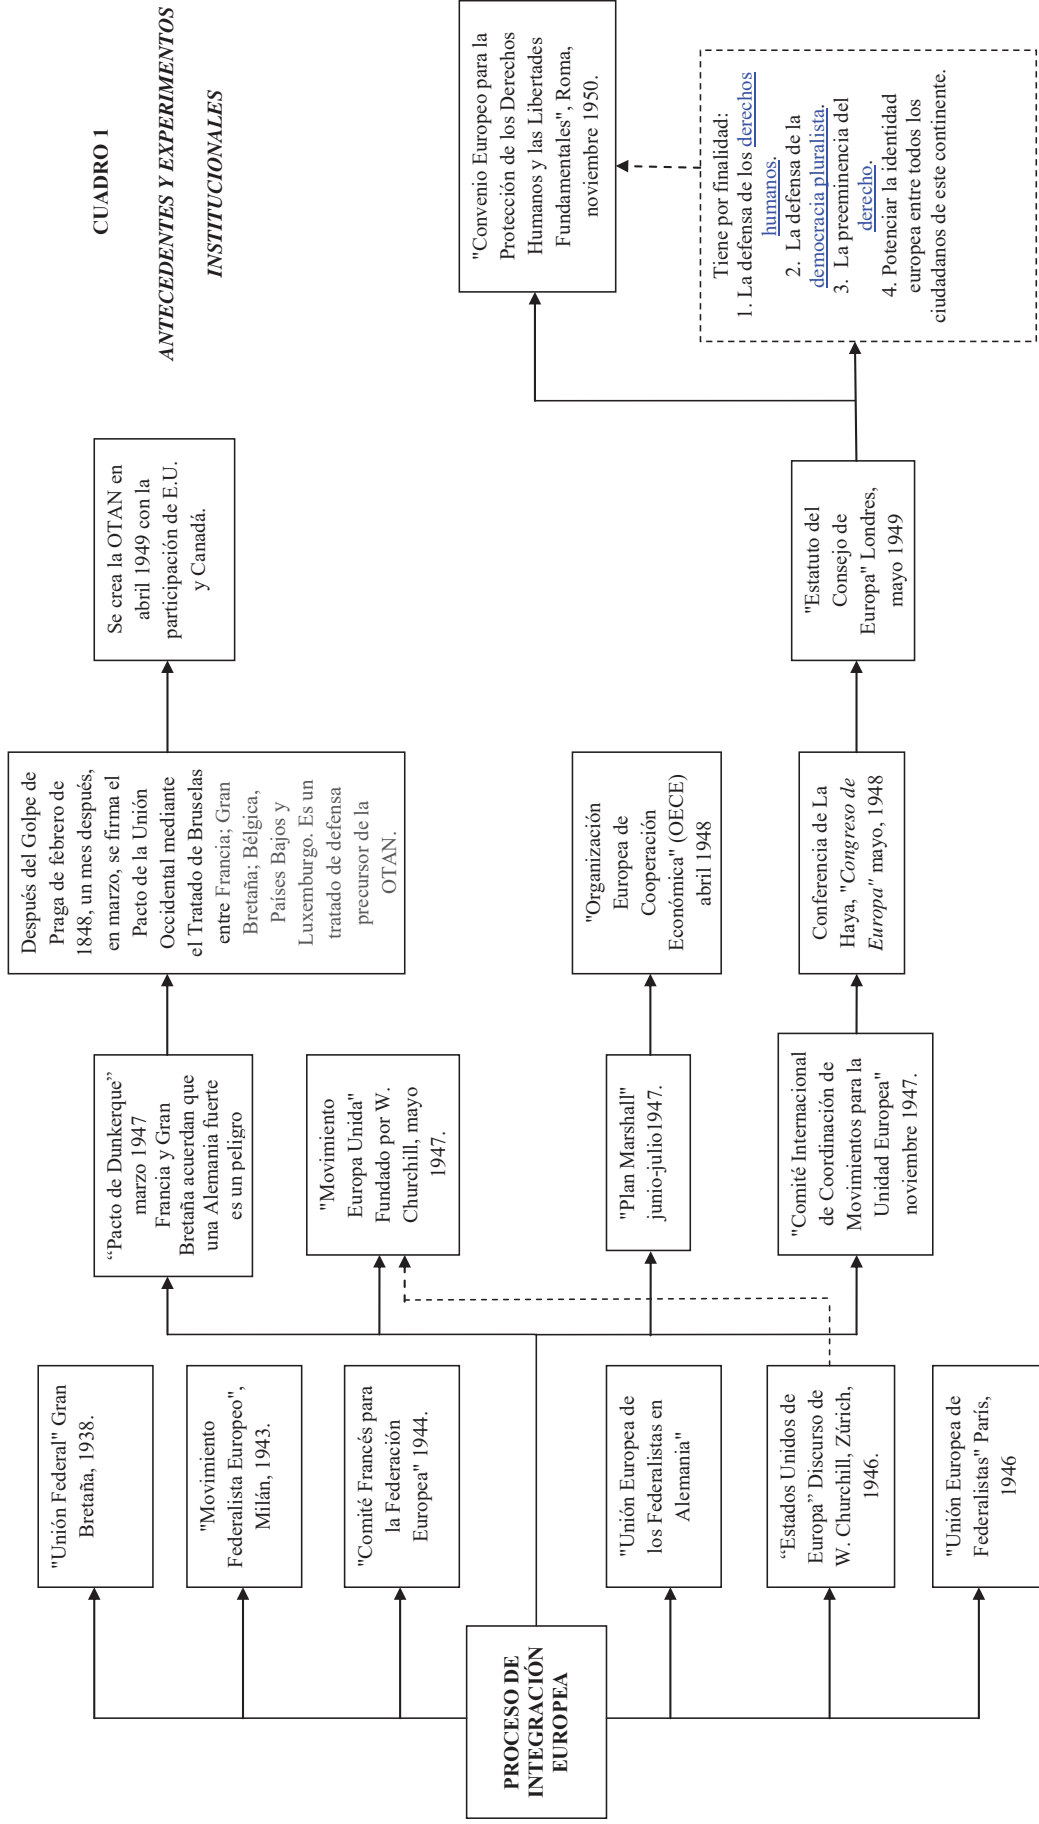 CUADRO 1
ANTECEDENTES Y EXPERIMENTOS
INSTITUCIONALES
PROCESO DE
INTEGRACIÓN
EUROPEA
"Unión Federal" Gran
Bretaña, 1938.
"Movimiento
Federalista Europeo",
Milán, 1943.
"Comité Francés para
la Federación
Europea" 1944.
"Unión Europea de
los Federalistas en
Alemania"
“Estados Unidos de
Europa” Discurso de
W. Churchill, Zúrich,
1946.
"Unión Europea de
Federalistas" París,
1946
“Pacto de Dunkerque”
marzo 1947
Francia y Gran
Bretaña acuerdan que
una Alemania fuerte
es un peligro
"Movimiento
Europa Unida"
Fundado por W.
Churchill, mayo
1947.
"Plan Marshall"
junio-julio1947.
"Comité Internacional
de Coordinación de
Movimientos para la
Unidad Europea"
noviembre 1947.
Después del Golpe de
Praga de febrero de
1848, un mes después,
en marzo, se firma el
Pacto de la Unión
Occidental mediante
el Tratado de Bruselas
entre Francia; Gran
Bretaña; Bélgica,
Países Bajos y
Luxemburgo. Es un
tratado de defensa
precursor de la
OTAN.
"Organización
Europea de
Cooperación
Económica" (OECE)
abril 1948
Conferencia de La
Haya, "Congreso de
Europa" mayo, 1948
Se crea la OTAN en
abril 1949 con la
participación de E.U.
y Canadá.
"Estatuto del
Consejo de
Europa" Londres,
mayo 1949
"Convenio Europeo para la
Protección de los Derechos
Humanos y las Libertades
Fundamentales", Roma,
noviembre 1950.
Tiene por finalidad:
1. La defensa de los derechos
humanos.
2. La defensa de la
democracia pluralista.
3. La preeminencia del
derecho.
4. Potenciar la identidad
europea entre todos los
ciudadanos de este continente.